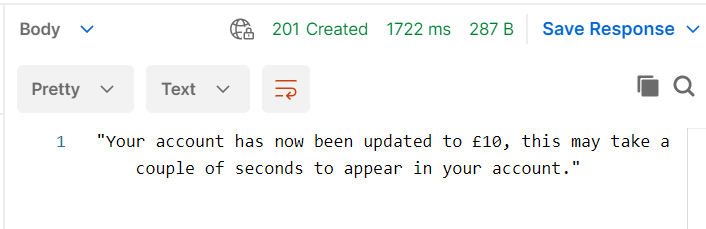 Body 201 Created 1722 ms 287 B Save Response
Pretty Text
1 "Your account has now been updated to £10, this may take a
couple of seconds to appear in your account."